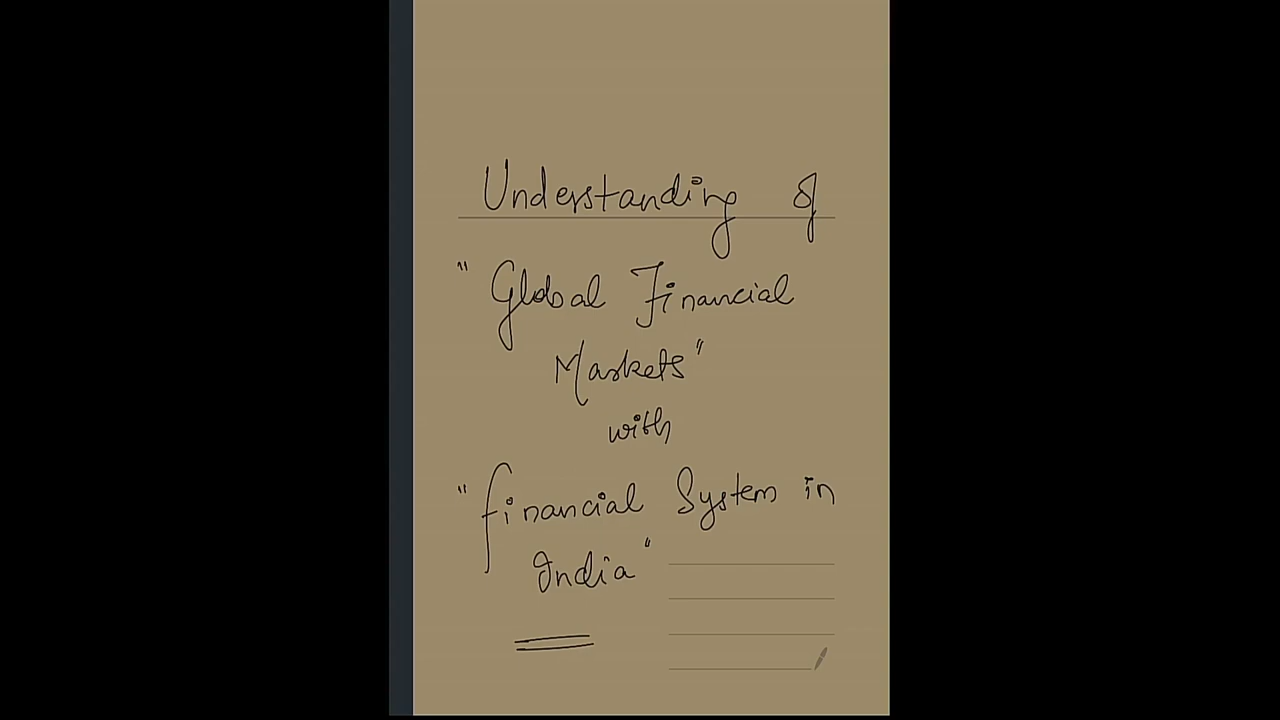 Understanding of
"Global Financial
Markets"
with
"financial System in
India"